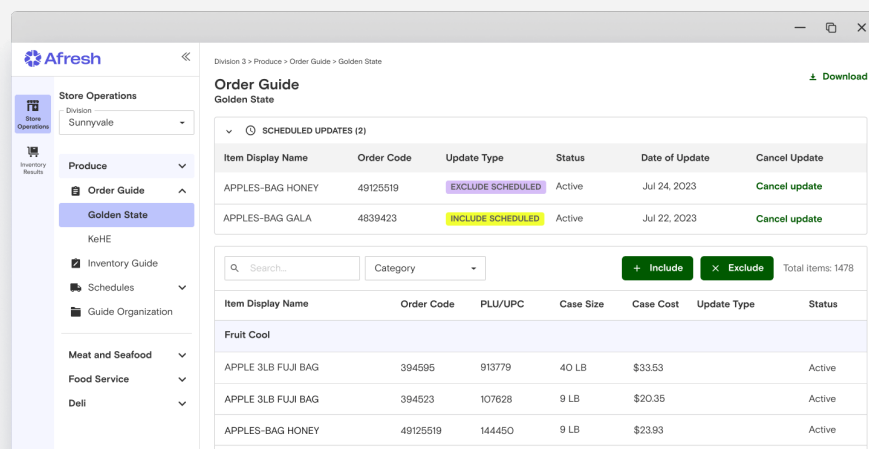 Afresh
Store Operations
Inventory Results
Store Operations
Division
Sunnyvale
Produce
Order Guide
Golden State
KeHE
Inventory Guide
Schedules
Guide Organization
Meat and Seafood
Food Service
Deli
Division 3 > Produce > Order Guide > Golden State
Order Guide
Golden State
Download
SCHEDULED UPDATES (2)
Item Display Name Order Code Update Type Status Date of Update Cancel Update
APPLES-BAG HONEY 49125519 EXCLUDE SCHEDULED Active Jul 24, 2023 Cancel update
APPLES-BAG GALA 4839423 INCLUDE SCHEDULED Active Jul 22, 2023 Cancel update
Search... Category + Include × Exclude Total items: 1478
Item Display Name Order Code PLU/UPC Case Size Case Cost Update Type Status
Fruit Cool
APPLE 3LB FUJI BAG 394595 913779 40 LB $33.53 Active
APPLE 3LB FUJI BAG 394523 107628 9 LB $20.35 Active
APPLES-BAG HONEY 49125519 144450 9 LB $23.93 Active